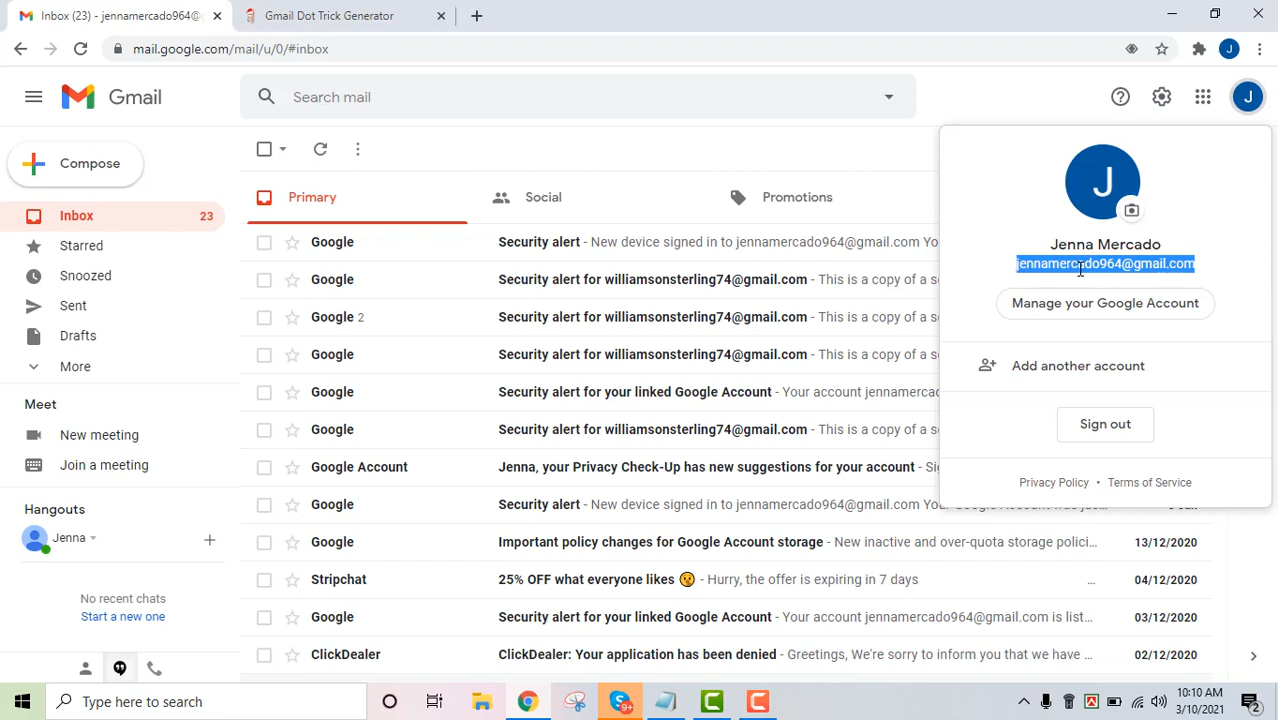 Inbox (23) - jennamercado964@g
Gmail Dot Trick Generator
mail.google.com/mail/u/0/#inbox
J
Gmail
Search mail
J
Compose
Inbox 23
Starred
Snoozed
Sent
Drafts
More
Meet
New meeting
Join a meeting
Hangouts
Jenna
No recent chats
Start a new one
Primary
Social
Promotions
Google Security alert - New device signed in to jennamercado964@gmail.com Yo
Google Security alert for williamsonsterling74@gmail.com - This is a copy of a s
Google 2 Security alert for williamsonsterling74@gmail.com - This is a copy of a s
Google Security alert for williamsonsterling74@gmail.com - This is a copy of a s
Google Security alert for your linked Google Account - Your account jennamercad
Google Security alert for williamsonsterling74@gmail.com - This is a copy of a s
Google Account Jenna, your Privacy Check-Up has new suggestions for your account - Si
Google Security alert - New device signed in to jennamercado964@gmail.com
Google Important policy changes for Google Account storage - New inactive and over-quota storage polici... 13/12/2020
Stripchat 25% OFF what everyone likes 🤫 - Hurry, the offer is expiring in 7 days ... 04/12/2020
Google Security alert for your linked Google Account - Your account jennamercado964@gmail.com is list... 03/12/2020
ClickDealer ClickDealer: Your application has been denied - Greetings, We're sorry to inform you that we have ... 02/12/2020
J
Jenna Mercado
jennamercado964@gmail.com
Manage your Google Account
Add another account
Sign out
Privacy Policy • Terms of Service
Type here to search
9+
10:10 AM
3/10/2021
2